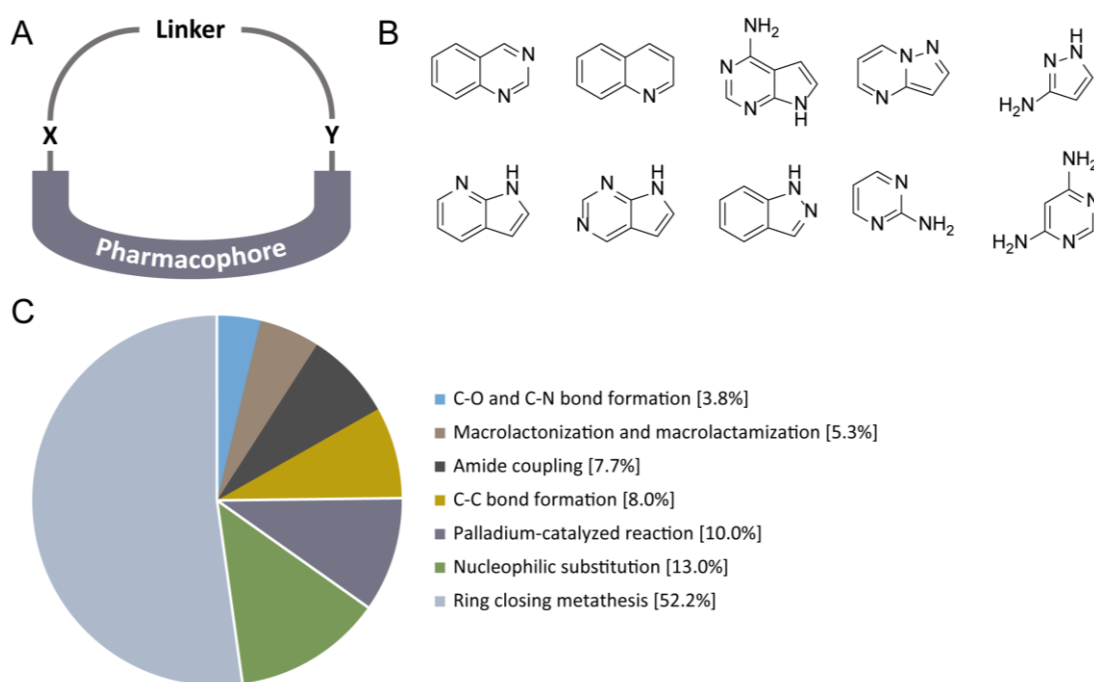 A
Linker
X
Y
Pharmacophore
B
N
N
N
NH2
N
N
N
H
N
N
N
H
N
N
H2N
N
H
N
N
N
H
N
H
N
N
N
N
NH2
NH2
N
N
H2N
C
C-O and C-N bond formation [3.8%]
Macrolactonization and macrolactamization [5.3%]
Amide coupling [7.7%]
C-C bond formation [8.0%]
Palladium-catalyzed reaction [10.0%]
Nucleophilic substitution [13.0%]
Ring closing metathesis [52.2%]